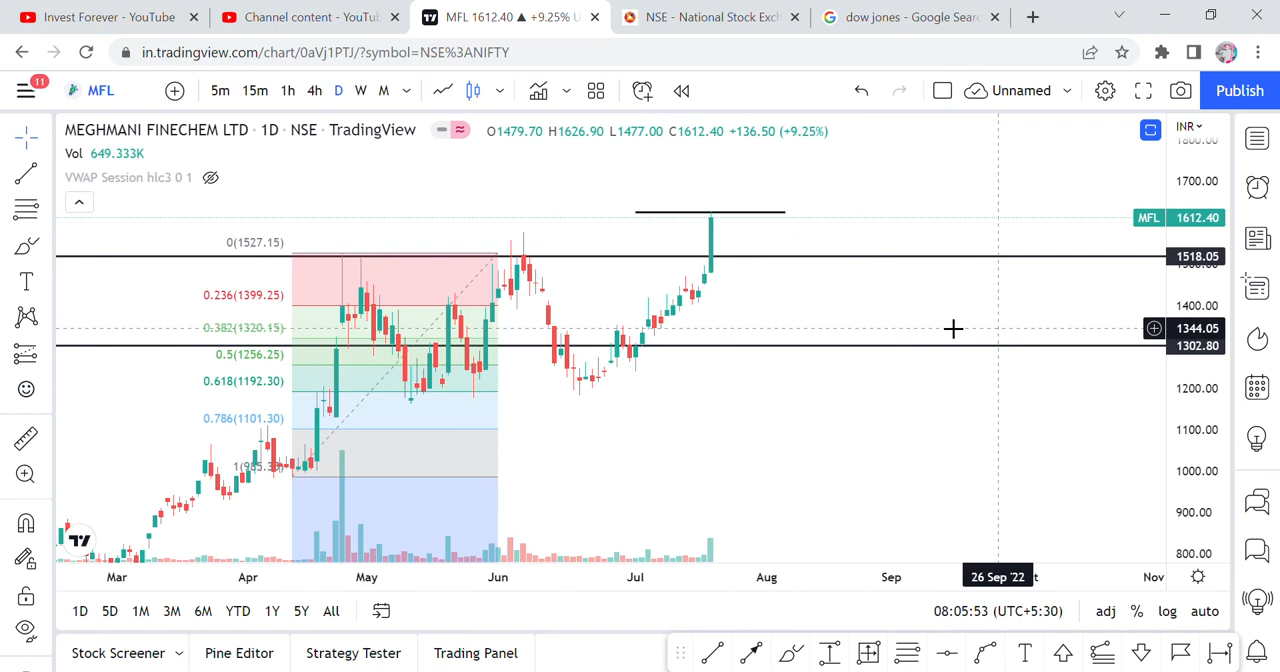 Invest Forever - YouTube
Channel content - YouTu
MFL 1612.40 ▲ +9.25% U
NSE - National Stock Exch
dow jones - Google Sear
in.tradingview.com/chart/0aVj1PTJ/?symbol=NSE%3ANIFTY
11
MFL
5m 15m 1h 4h D W M
Unnamed
Publish
MEGHMANI FINECHEM LTD · 1D · NSE · TradingView
O1479.70 H1626.90 L1477.00 C1612.40 +136.50 (+9.25%)
INR
1800.00
Vol 649.333K
VWAP Session hlc3 0 1
1700.00
MFL 1612.40
0(1527.15)
1518.05
0.236(1399.25)
1400.00
0.382(1320.15)
1344.05
1302.80
0.5(1256.25)
0.618(1192.30)
1200.00
0.786(1101.30)
1100.00
1000.00
900.00
800.00
Mar Apr May Jun Jul Aug Sep 26 Sep '22 Nov
1D 5D 1M 3M 6M YTD 1Y 5Y All
08:05:53 (UTC+5:30)
adj % log auto
Stock Screener Pine Editor Strategy Tester Trading Panel